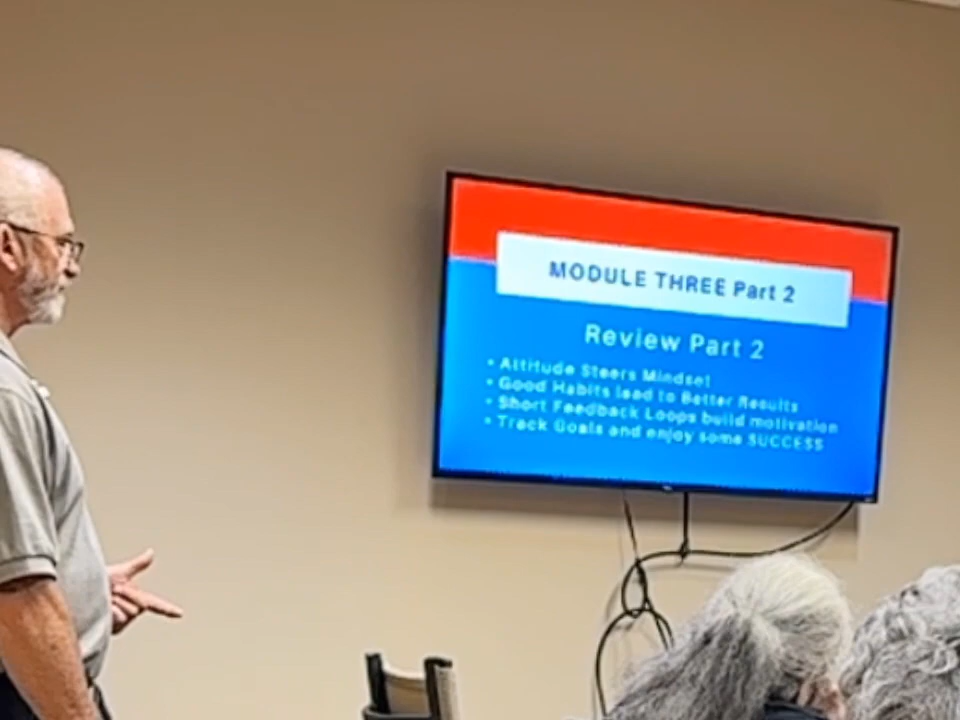 MODULE THREE Part 2
Review Part 2
• Attitude Steers Mindset
• Good Habits lead to Better Results
• Short Feedback Loops build motivation
• Track Goals and enjoy some SUCCESS